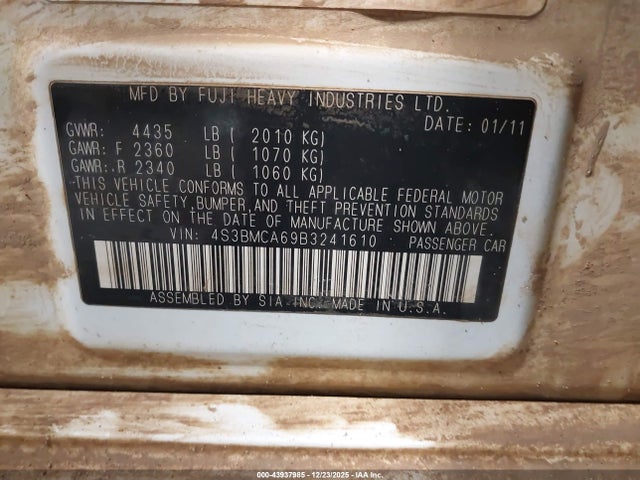 MFD BY FUJI HEAVY INDUSTRIES LTD.
DATE: 01/11
GVWR: 4435 LB ( 2010 KG)
GAWR: F 2360 LB ( 1070 KG)
GAWR: R 2340 LB ( 1060 KG)
THIS VEHICLE CONFORMS TO ALL APPLICABLE FEDERAL MOTOR
VEHICLE SAFETY, BUMPER, AND THEFT PREVENTION STANDARDS
IN EFFECT ON THE DATE OF MANUFACTURE SHOWN ABOVE.
VIN: 4S3BMCA69B3241610 PASSENGER CAR
ASSEMBLED BY SIA INC. MADE IN U.S.A.
000-43937985 - 12/23/2025 - IAAI.com